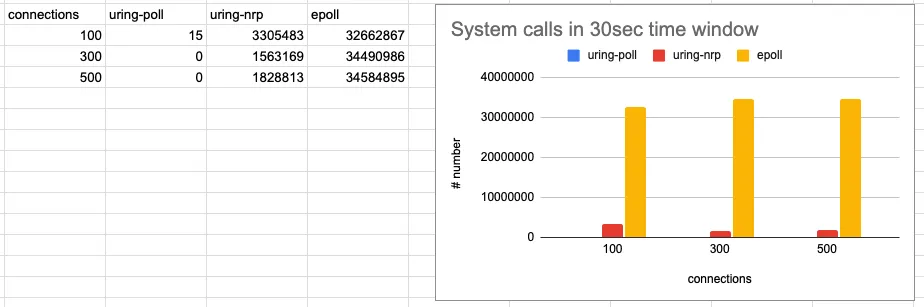 connections uring-poll uring-nrp epoll
100 15 3305483 32662867
300 0 1563169 34490986
500 0 1828813 34584895
System calls in 30sec time window
uring-poll uring-nrp epoll
40000000
30000000
20000000
10000000
0
# number
100 300 500
connections